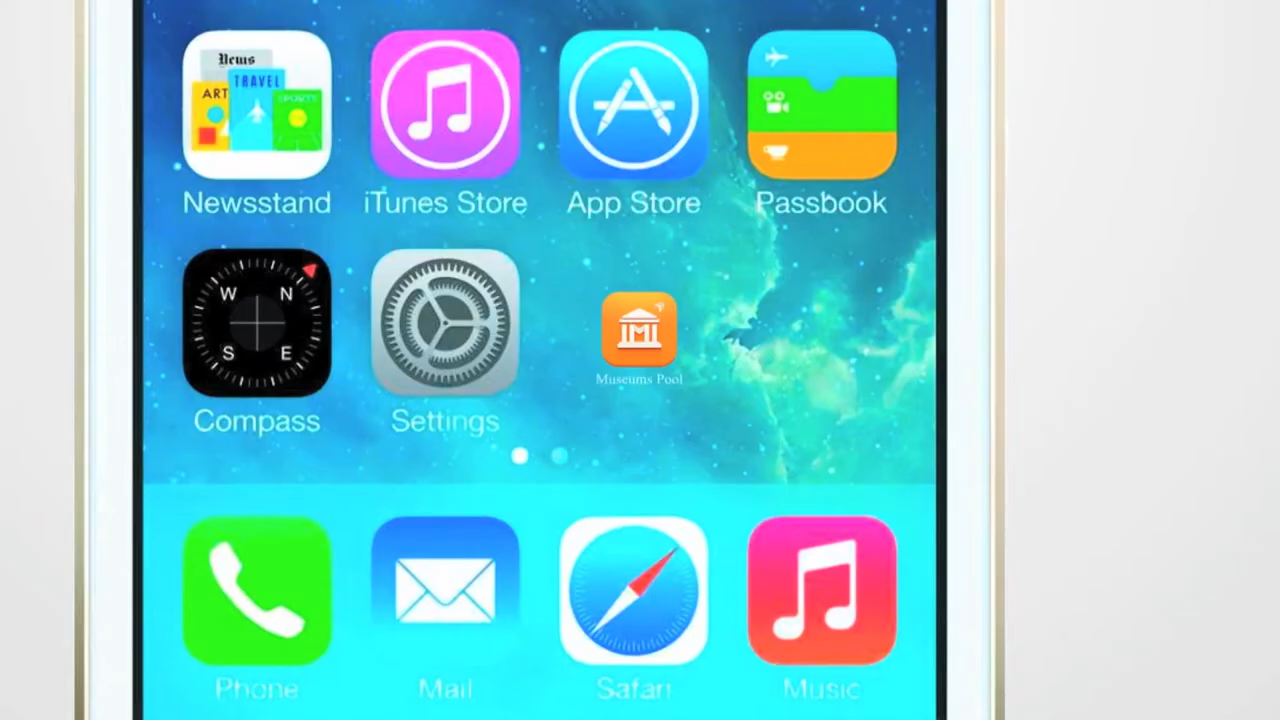 News
TRAVEL
ART
SPORTS
Newsstand
iTunes Store
App Store
Passbook
W N
S E
M
Compass
Settings
Museums Pool
Phone
Mail
Safari
Music